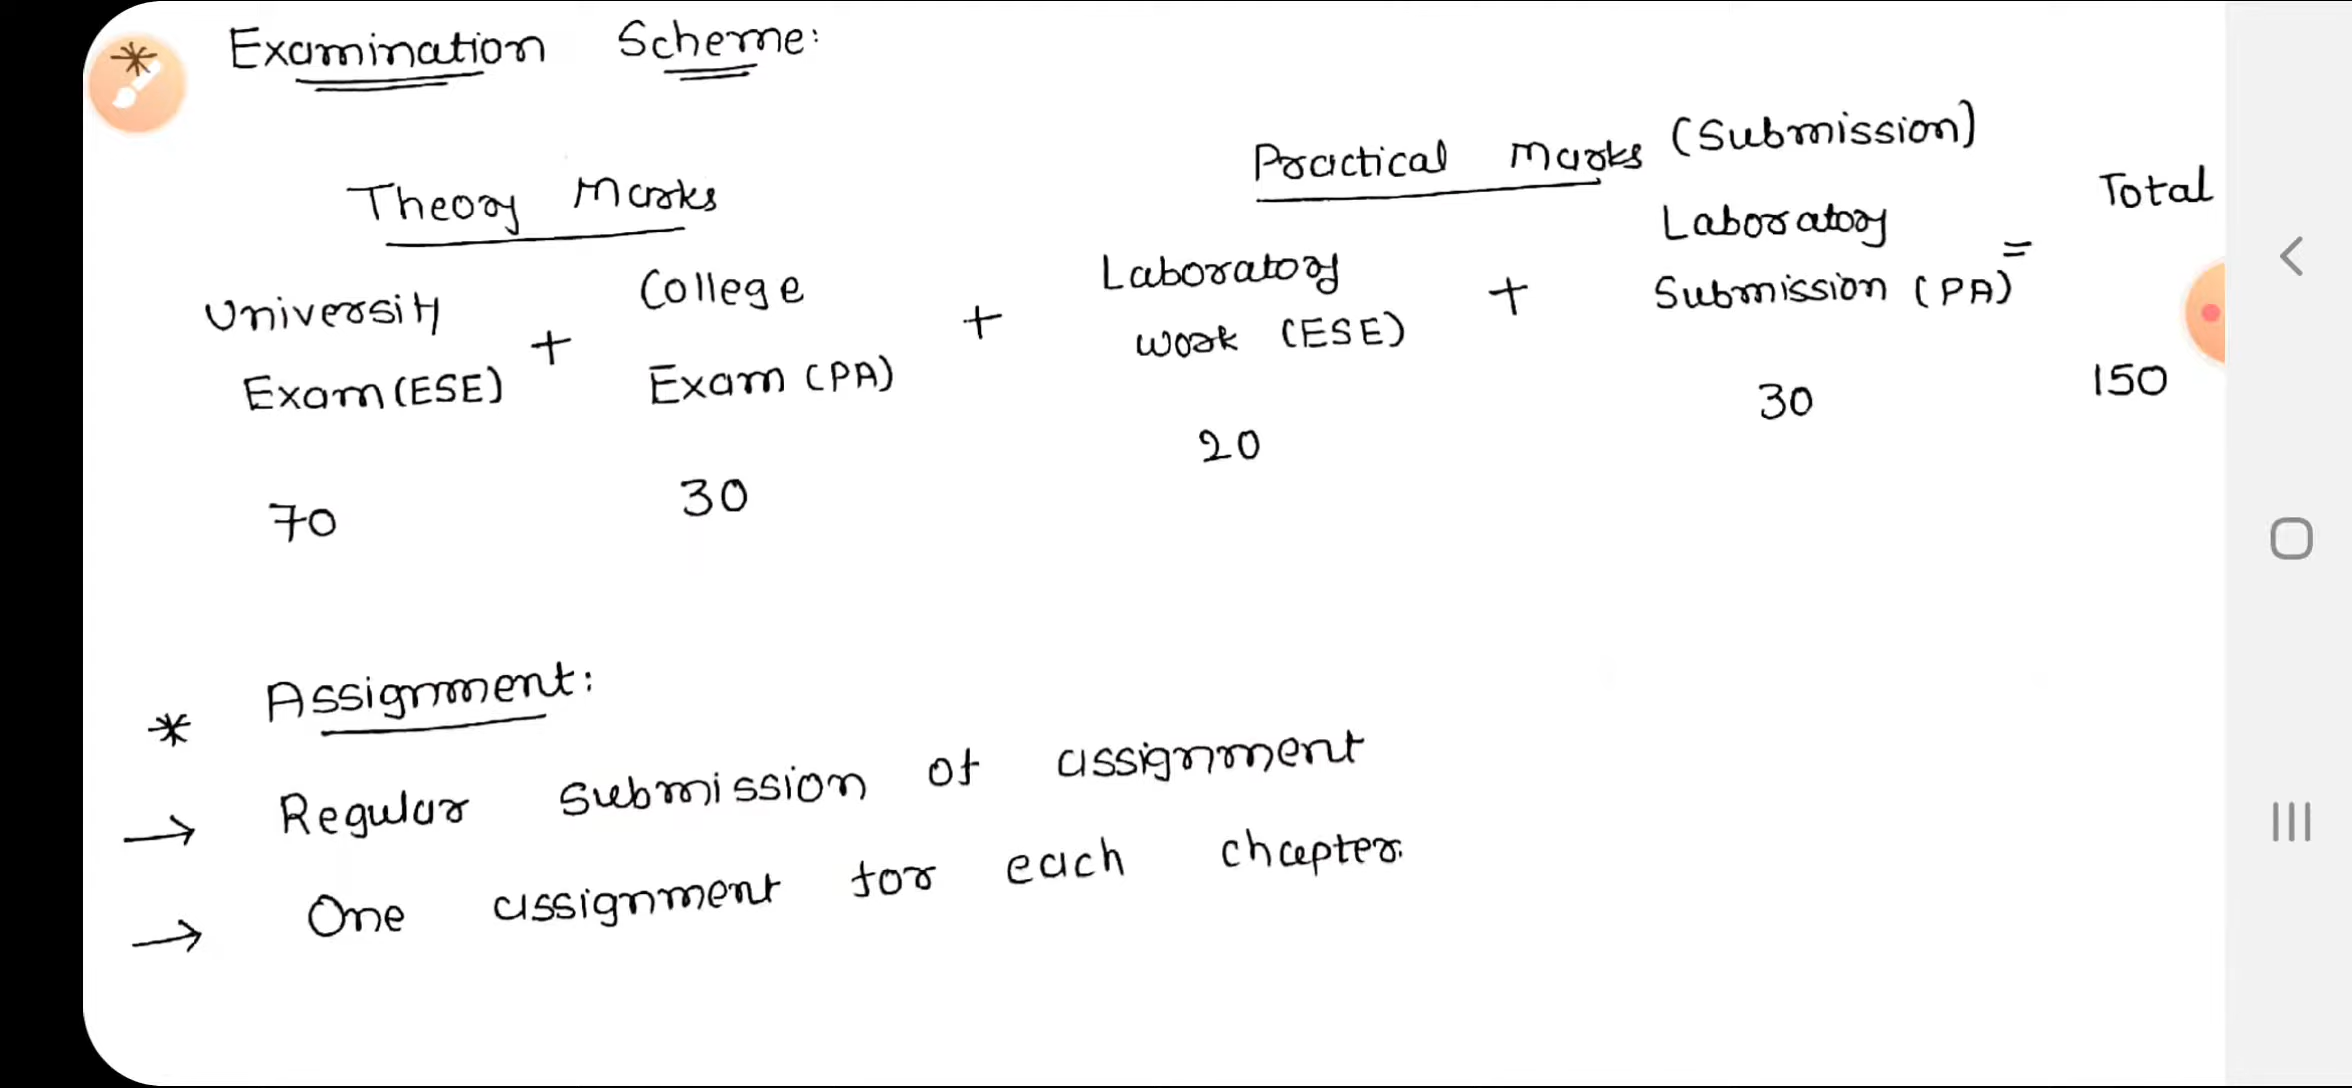 * Examination Scheme:
Theory Marks
Practical Marks (Submission)
University Exam (ESE) + College Exam (PA) + Laboratory work (ESE) + Laboratory Submission (PA) = Total
70 30 20 30 150
* Assignment:
→ Regular submission of assignment
→ One assignment for each chapter.